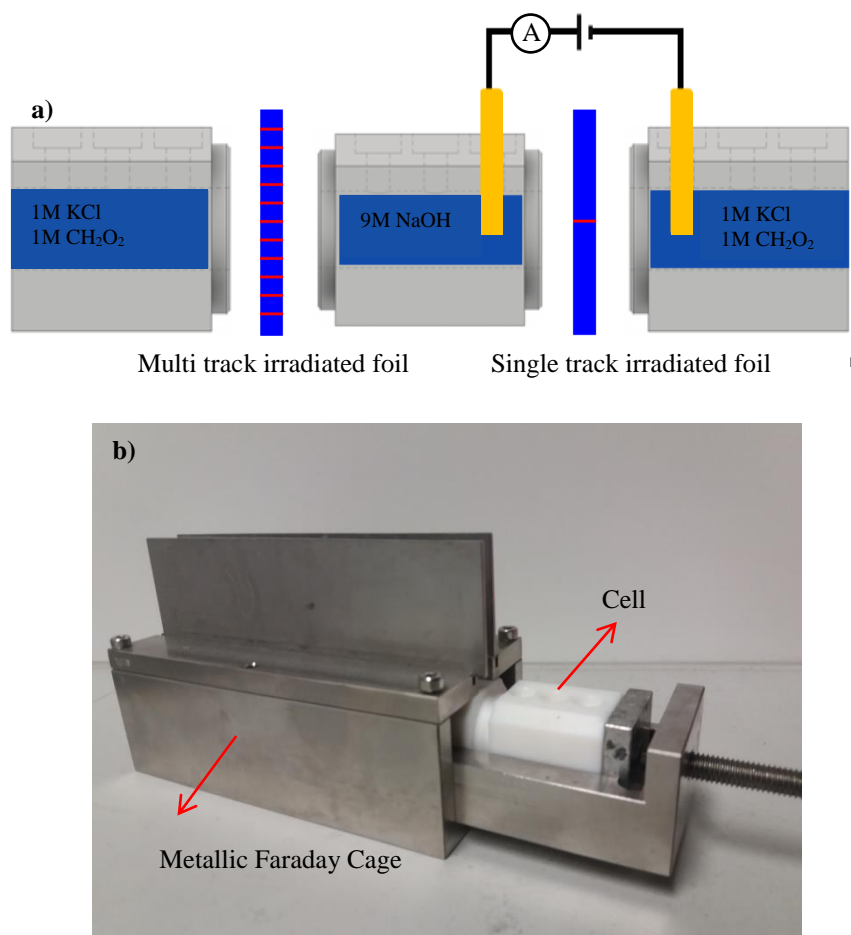 A
a)
1M KCl
1M CH₂O₂
9M NaOH
1M KCl
1M CH₂O₂
Multi track irradiated foil
Single track irradiated foil
b)
Cell
Metallic Faraday Cage